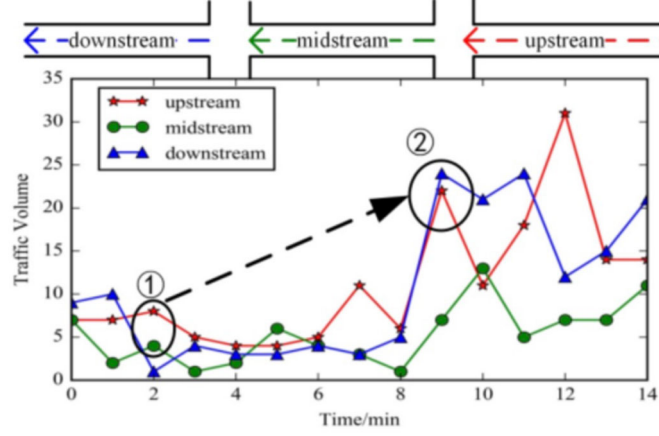 downstream midstream upstream
35
30
25
20
15
10
5
0
Traffic Volume
upstream
midstream
downstream
①
②
0 2 4 6 8 10 12 14
Time/min